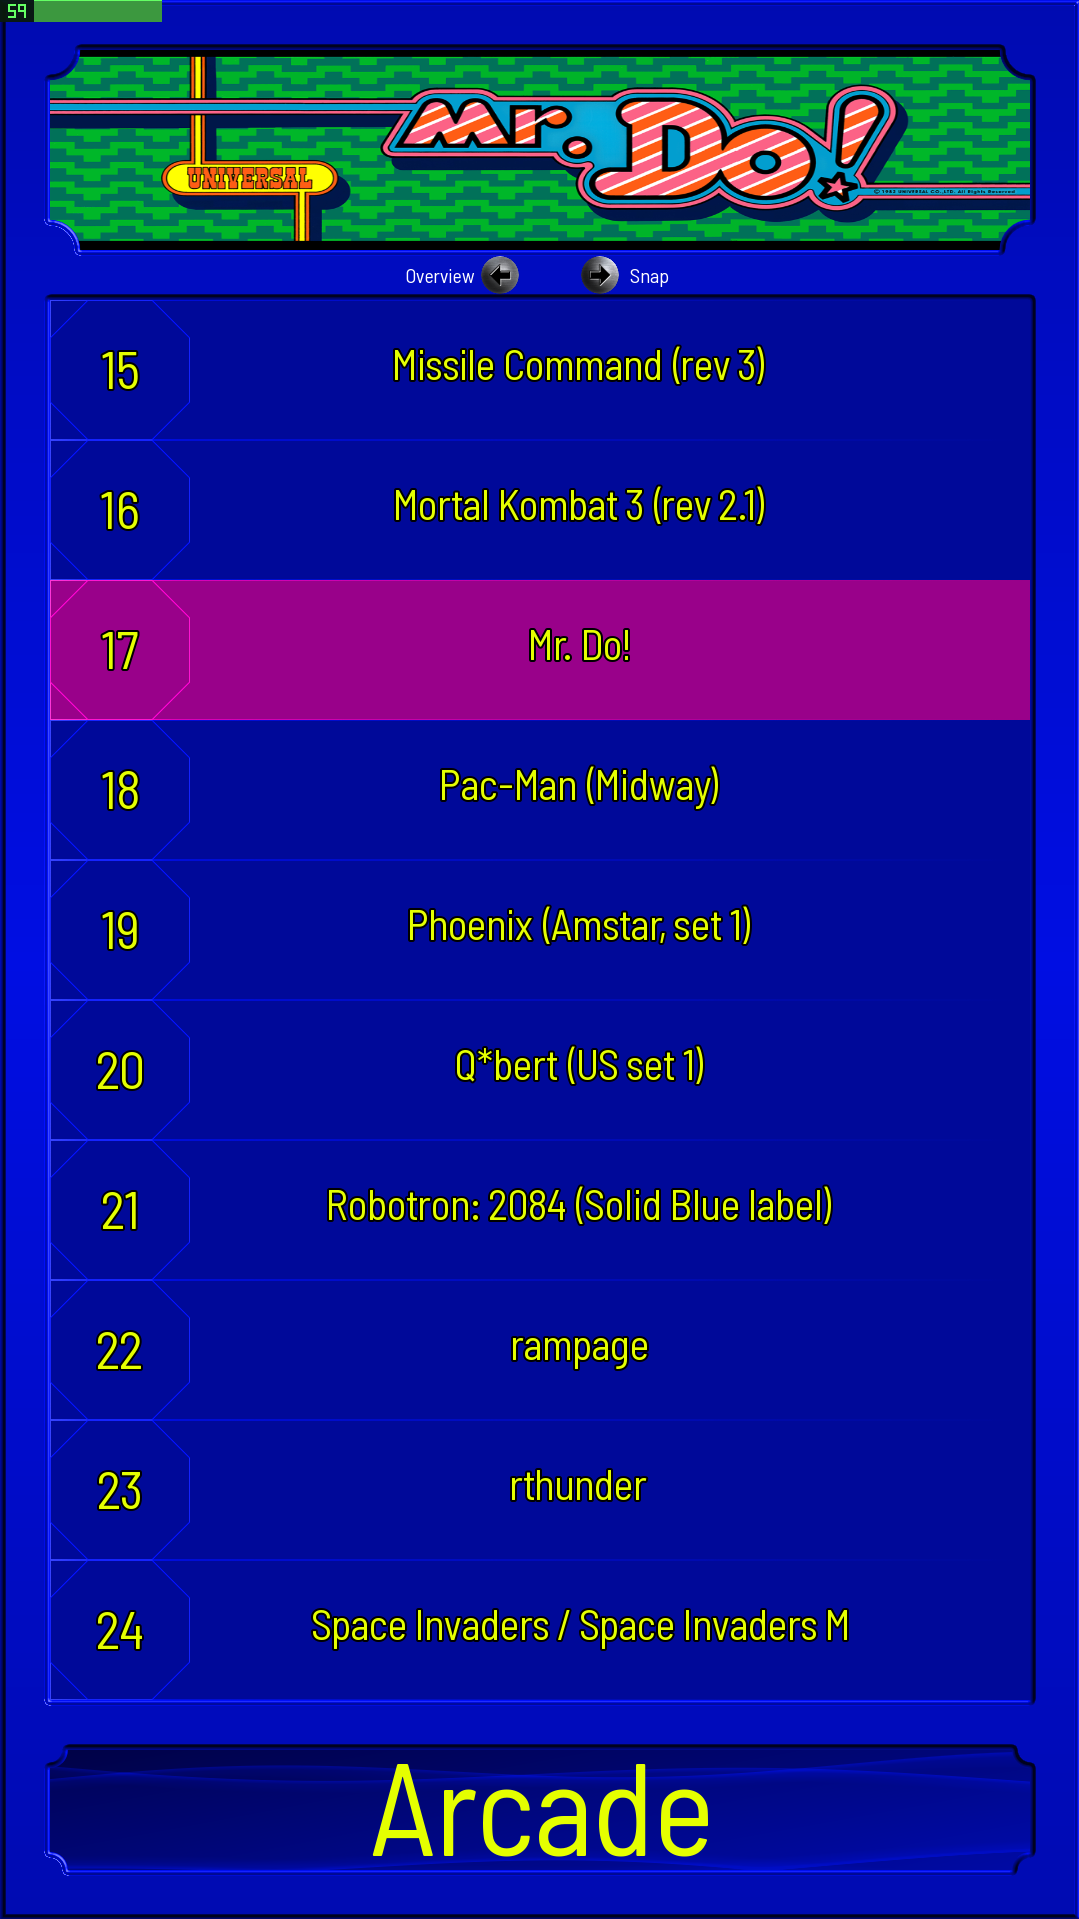 59
Mr. Do!
UNIVERSAL
© 1982 UNIVERSAL CO., LTD. All Rights Reserved
Overview
Snap
15 Missile Command (rev 3)
16 Mortal Kombat 3 (rev 2.1)
17 Mr. Do!
18 Pac-Man (Midway)
19 Phoenix (Amstar, set 1)
20 Q*bert (US set 1)
21 Robotron: 2084 (Solid Blue label)
22 rampage
23 rthunder
24 Space Invaders / Space Invaders M
Arcade